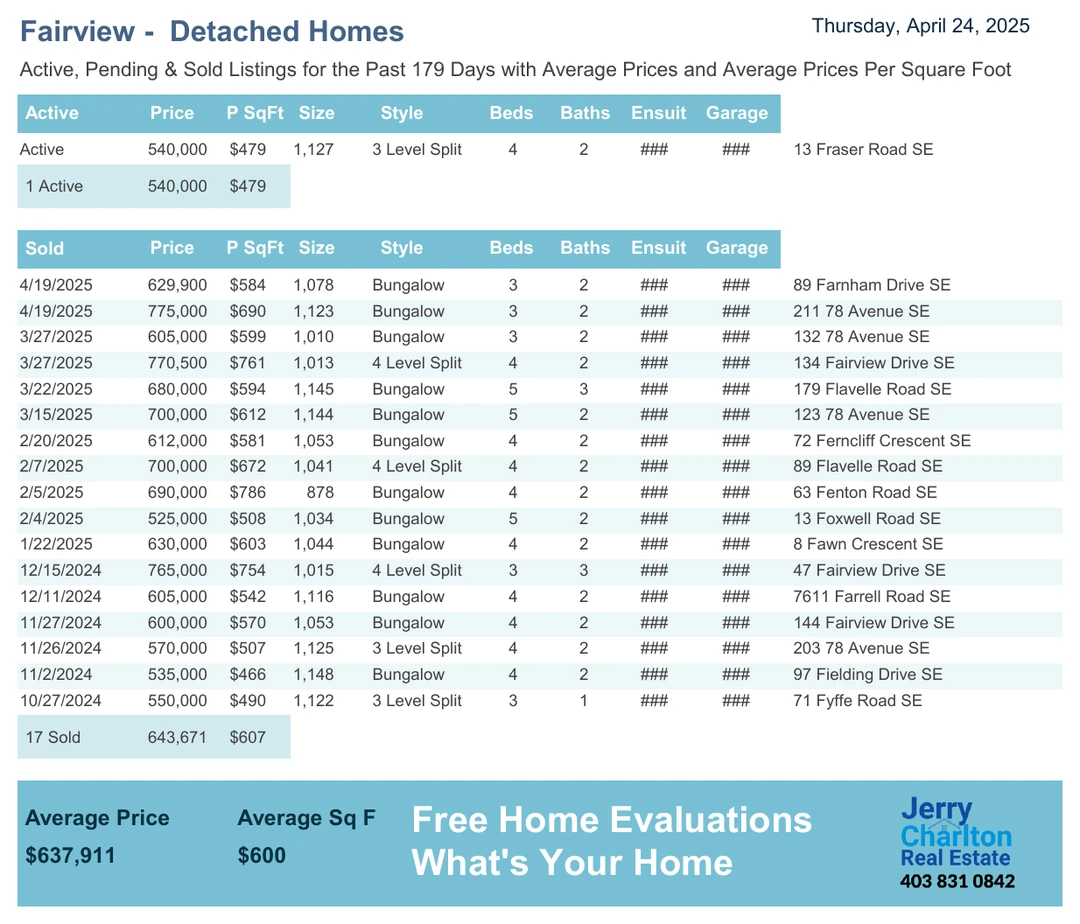 Fairview -  Detached Homes
Thursday, April 24, 2025
Active, Pending & Sold Listings for the Past 179 Days with Average Prices and Average Prices Per Square Foot
Active Price P SqFt Size Style Beds Baths Ensuit Garage
Active 540,000 $479 1,127 3 Level Split 4 2 ### ### 13 Fraser Road SE
1 Active 540,000 $479
Sold Price P SqFt Size Style Beds Baths Ensuit Garage
4/19/2025 629,900 $584 1,078 Bungalow 3 2 ### ### 89 Farnham Drive SE
4/19/2025 775,000 $690 1,123 Bungalow 3 2 ### ### 211 78 Avenue SE
3/27/2025 605,000 $599 1,010 Bungalow 3 2 ### ### 132 78 Avenue SE
3/27/2025 770,500 $761 1,013 4 Level Split 4 2 ### ### 134 Fairview Drive SE
3/22/2025 680,000 $594 1,145 Bungalow 5 3 ### ### 179 Flavelle Road SE
3/15/2025 700,000 $612 1,144 Bungalow 5 2 ### ### 123 78 Avenue SE
2/20/2025 612,000 $581 1,053 Bungalow 4 2 ### ### 72 Ferncliff Crescent SE
2/7/2025 700,000 $672 1,041 4 Level Split 4 2 ### ### 89 Flavelle Road SE
2/5/2025 690,000 $786 878 Bungalow 4 2 ### ### 63 Fenton Road SE
2/4/2025 525,000 $508 1,034 Bungalow 5 2 ### ### 13 Foxwell Road SE
1/22/2025 630,000 $603 1,044 Bungalow 4 2 ### ### 8 Fawn Crescent SE
12/15/2024 765,000 $754 1,015 4 Level Split 3 3 ### ### 47 Fairview Drive SE
12/11/2024 605,000 $542 1,116 Bungalow 4 2 ### ### 7611 Farrell Road SE
11/27/2024 600,000 $570 1,053 Bungalow 4 2 ### ### 144 Fairview Drive SE
11/26/2024 570,000 $507 1,125 3 Level Split 4 2 ### ### 203 78 Avenue SE
11/2/2024 535,000 $466 1,148 Bungalow 4 2 ### ### 97 Fielding Drive SE
10/27/2024 550,000 $490 1,122 3 Level Split 3 1 ### ### 71 Fyffe Road SE
17 Sold 643,671 $607
Average Price Average Sq F
$637,911 $600
Free Home Evaluations
What's Your Home
Jerry
Charlton
Real Estate
403 831 0842